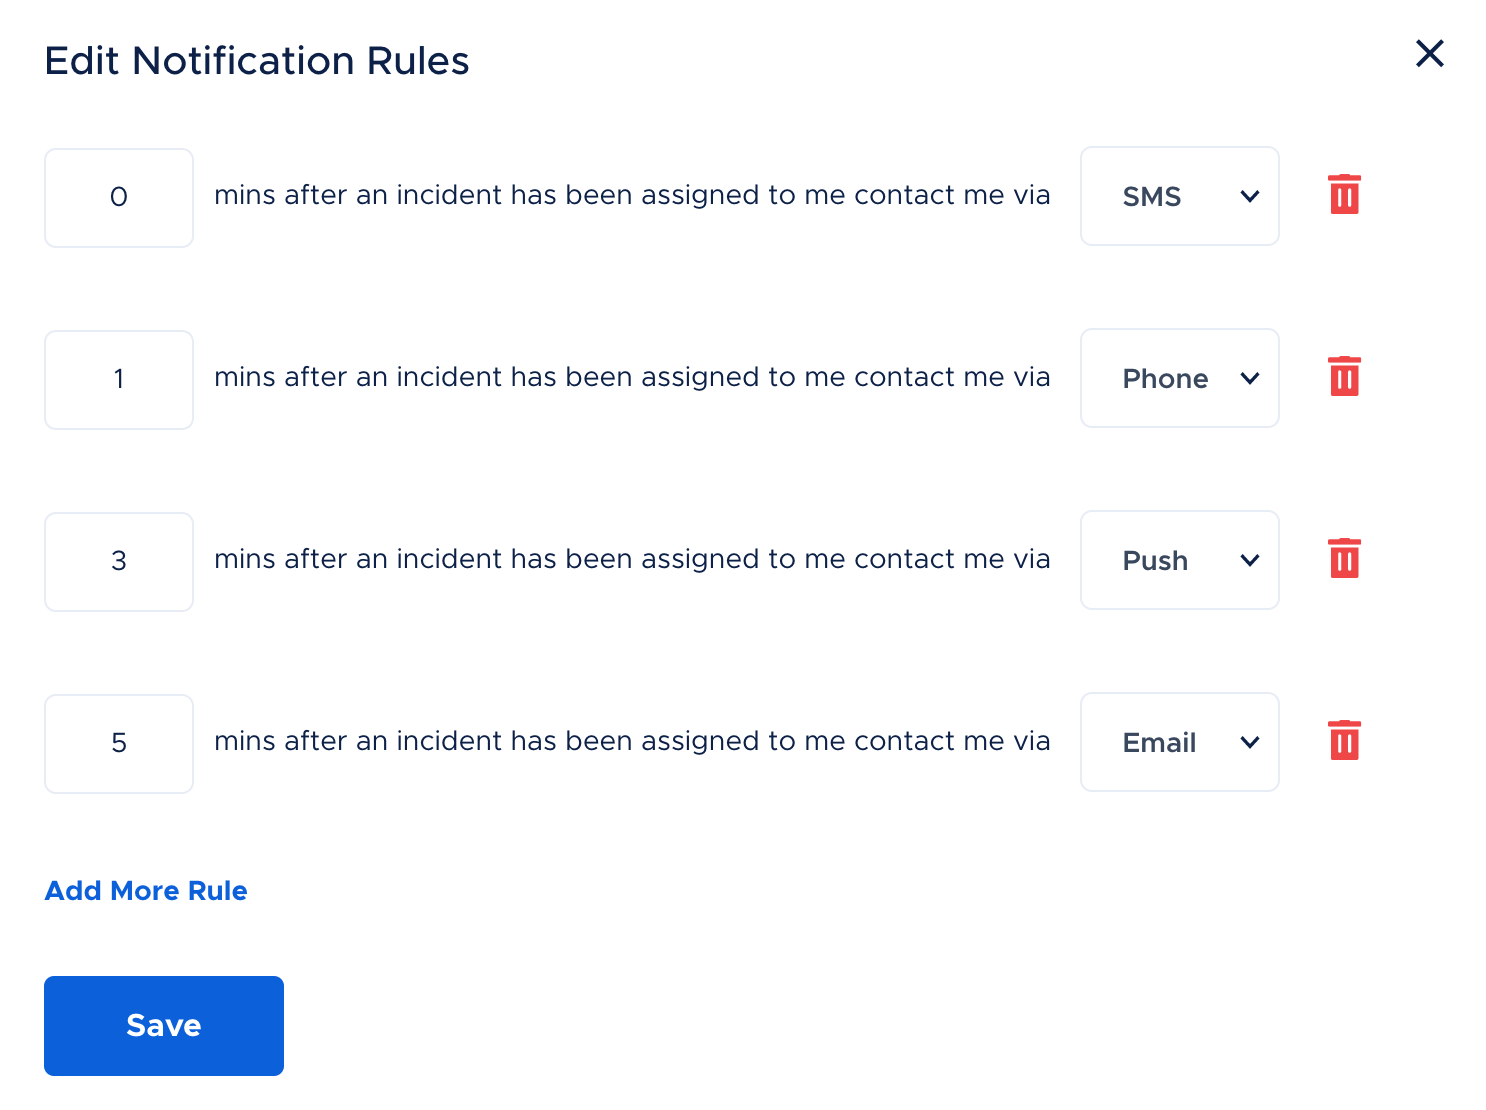 Edit Notification Rules
0 mins after an incident has been assigned to me contact me via SMS
1 mins after an incident has been assigned to me contact me via Phone
3 mins after an incident has been assigned to me contact me via Push
5 mins after an incident has been assigned to me contact me via Email
Add More Rule
Save